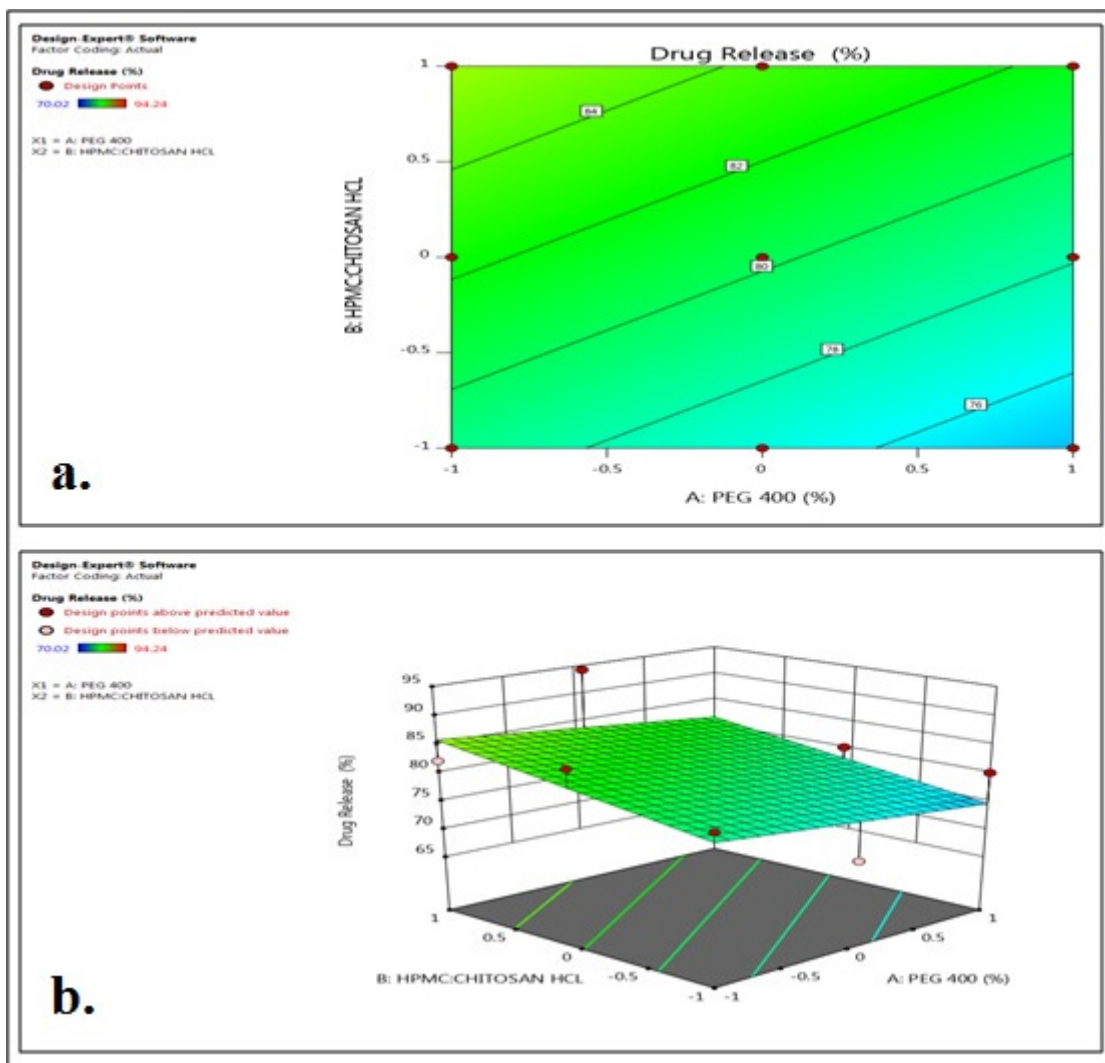 Design-Expert® Software
Factor Coding: Actual
Drug Release (%)
Design Points
70.02 94.24
X1 = A: PEG 400
X2 = B: HPMC:CHITOSAN HCL
Drug Release (%)
B: HPMC:CHITOSAN HCL
1
0.5
0
-0.5
-1
84
82
80
78
76
-1 -0.5 0 0.5 1
A: PEG 400 (%)
a.
Design-Expert® Software
Factor Coding: Actual
Drug Release (%)
Design points above predicted value
Design points below predicted value
70.02 94.24
X1 = A: PEG 400
X2 = B: HPMC:CHITOSAN HCL
Drug Release (%)
95
90
85
80
75
70
65
1 0.5 0 -0.5 -1
B: HPMC:CHITOSAN HCL
-1 -0.5 0 0.5 1
A: PEG 400 (%)
b.